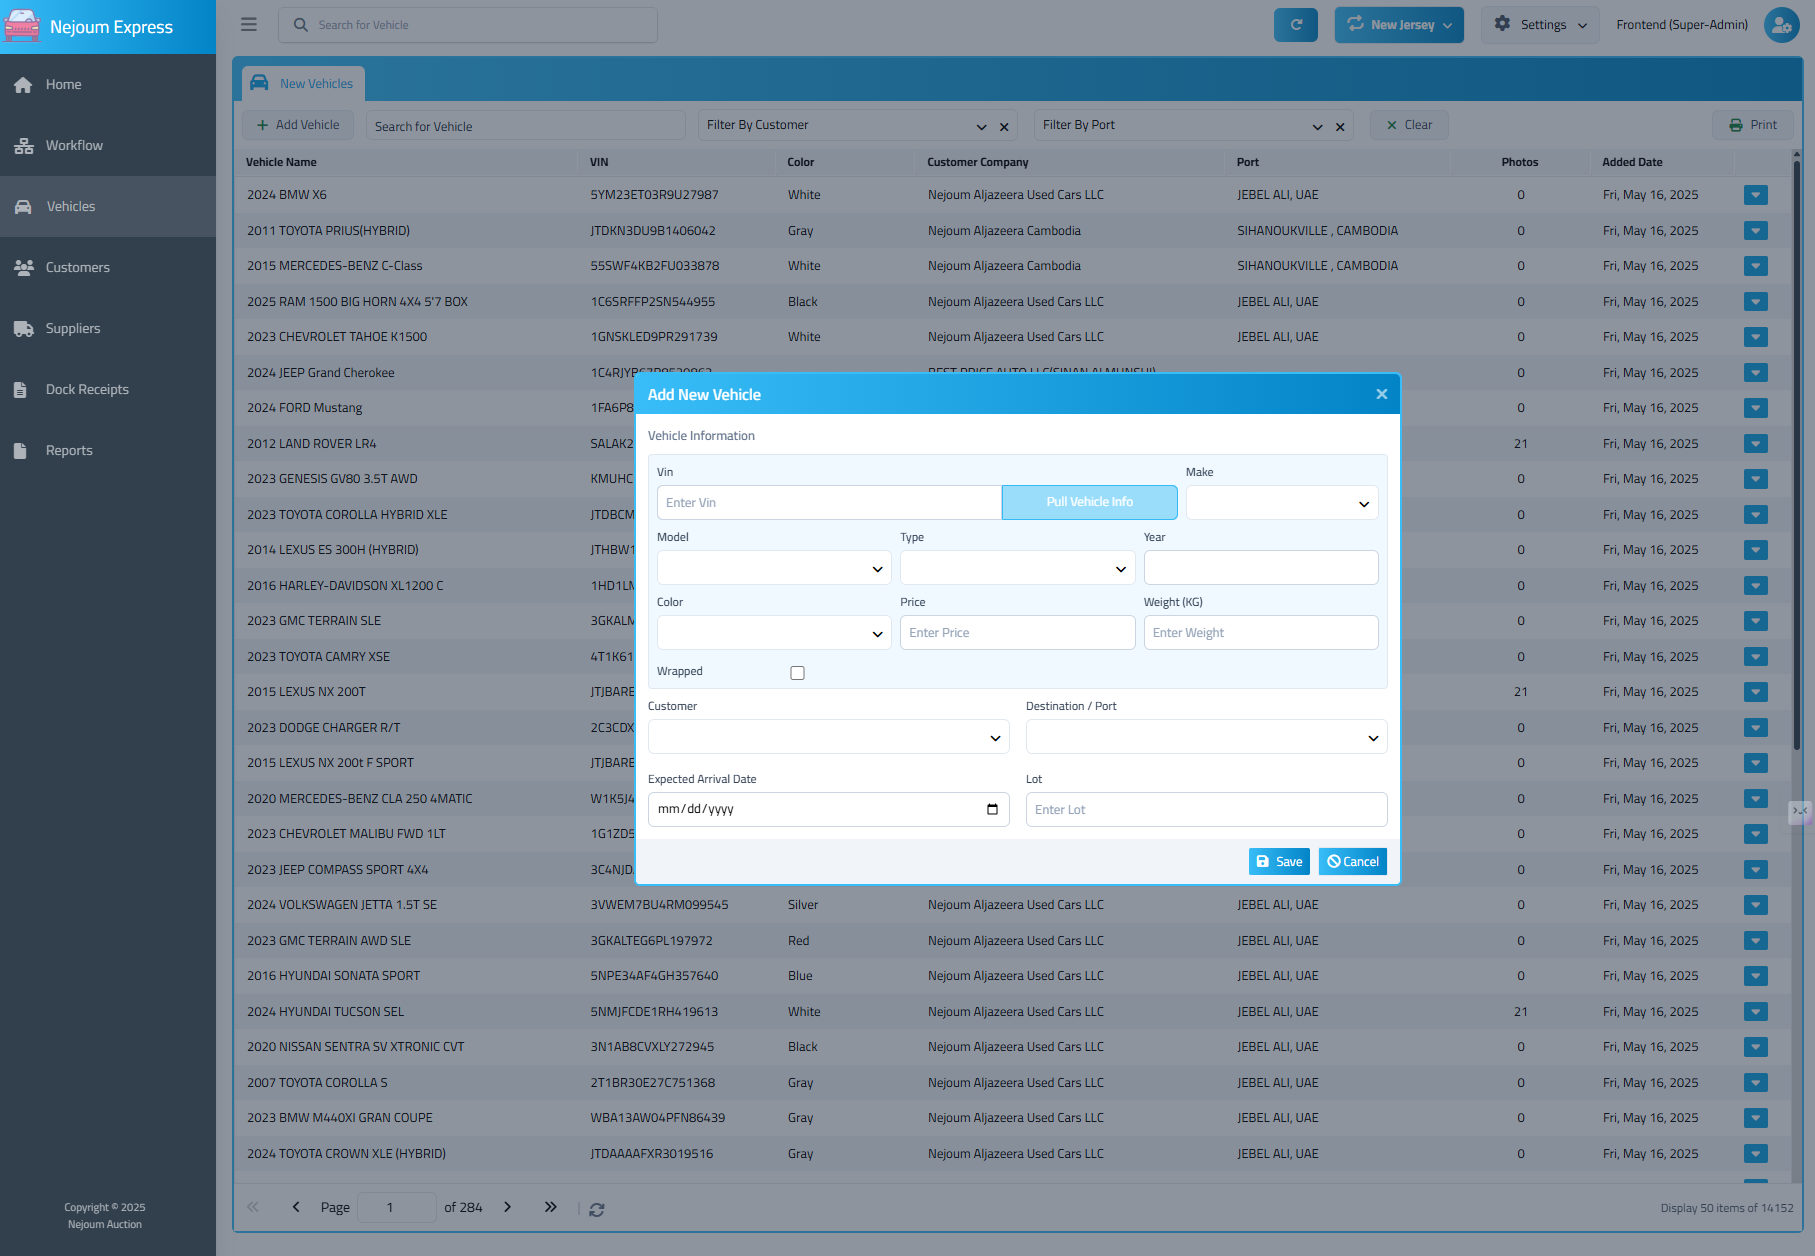 Nejoum Express
Search for Vehicle
New Jersey
Settings
Frontend (Super-Admin)
Home
Workflow
Vehicles
Customers
Suppliers
Dock Receipts
Reports
Copyright © 2025
Nejoum Auction
New Vehicles
Add Vehicle Search for Vehicle Filter By Customer Filter By Port Clear Print
Vehicle Name VIN Color Customer Company Port Photos Added Date
2024 BMW X6 5YM23ET03R9U27987 White Nejoum Aljazeera Used Cars LLC JEBEL ALI, UAE 0 Fri, May 16, 2025
2011 TOYOTA PRIUS(HYBRID) JTDKN3DU9B1406042 Gray Nejoum Aljazeera Cambodia SIHANOUKVILLE , CAMBODIA 0 Fri, May 16, 2025
2015 MERCEDES-BENZ C-Class 55SWF4KB2FU033878 White Nejoum Aljazeera Cambodia SIHANOUKVILLE , CAMBODIA 0 Fri, May 16, 2025
2025 RAM 1500 BIG HORN 4X4 5'7 BOX 1C6SRFFP2SN544955 Black Nejoum Aljazeera Used Cars LLC JEBEL ALI, UAE 0 Fri, May 16, 2025
2023 CHEVROLET TAHOE K1500 1GNSKLED9PR291739 White Nejoum Aljazeera Used Cars LLC JEBEL ALI, UAE 0 Fri, May 16, 2025
2024 JEEP Grand Cherokee 0 Fri, May 16, 2025
2024 FORD Mustang 1FA6P8 0 Fri, May 16, 2025
2012 LAND ROVER LR4 SALAK2 21 Fri, May 16, 2025
2023 GENESIS GV80 3.5T AWD KMUHC 0 Fri, May 16, 2025
2023 TOYOTA COROLLA HYBRID XLE JTDBCM 0 Fri, May 16, 2025
2014 LEXUS ES 300H (HYBRID) JTHBW1 0 Fri, May 16, 2025
2016 HARLEY-DAVIDSON XL1200 C 1HD1LM 0 Fri, May 16, 2025
2023 GMC TERRAIN SLE 3GKALM 0 Fri, May 16, 2025
2023 TOYOTA CAMRY XSE 4T1K61 0 Fri, May 16, 2025
2015 LEXUS NX 200T JTJBARB 21 Fri, May 16, 2025
2023 DODGE CHARGER R/T 2C3CDX 0 Fri, May 16, 2025
2015 LEXUS NX 200t F SPORT JTJBARB 0 Fri, May 16, 2025
2020 MERCEDES-BENZ CLA 250 4MATIC W1K5J4 0 Fri, May 16, 2025
2023 CHEVROLET MALIBU FWD 1LT 1G1ZD5 0 Fri, May 16, 2025
2023 JEEP COMPASS SPORT 4X4 3C4NJD 0 Fri, May 16, 2025
2024 VOLKSWAGEN JETTA 1.5T SE 3VWEM7BU4RM099545 Silver Nejoum Aljazeera Used Cars LLC JEBEL ALI, UAE 0 Fri, May 16, 2025
2023 GMC TERRAIN AWD SLE 3GKALTEG6PL197972 Red Nejoum Aljazeera Used Cars LLC JEBEL ALI, UAE 0 Fri, May 16, 2025
2016 HYUNDAI SONATA SPORT 5NPE34AF4GH357640 Blue Nejoum Aljazeera Used Cars LLC JEBEL ALI, UAE 0 Fri, May 16, 2025
2024 HYUNDAI TUCSON SEL 5NMJFCDE1RH419613 White Nejoum Aljazeera Used Cars LLC JEBEL ALI, UAE 21 Fri, May 16, 2025
2020 NISSAN SENTRA SV XTRONIC CVT 3N1AB8CVXLY272945 Black Nejoum Aljazeera Used Cars LLC JEBEL ALI, UAE 0 Fri, May 16, 2025
2007 TOYOTA COROLLA S 2T1BR30E27C751368 Gray Nejoum Aljazeera Used Cars LLC JEBEL ALI, UAE 0 Fri, May 16, 2025
2023 BMW M440XI GRAN COUPE WBA13AW04PFN86439 Gray Nejoum Aljazeera Used Cars LLC JEBEL ALI, UAE 0 Fri, May 16, 2025
2024 TOYOTA CROWN XLE (HYBRID) JTDAAAAFXR3019516 Gray Nejoum Aljazeera Used Cars LLC JEBEL ALI, UAE 0 Fri, May 16, 2025
Page 1 of 284 Display 50 items of 14152
Add New Vehicle
Vehicle Information
Vin Make
Enter Vin Pull Vehicle Info
Model Type Year
Color Price Weight (KG)
Enter Price Enter Weight
Wrapped
Customer Destination / Port
Expected Arrival Date Lot
mm/dd/yyyy Enter Lot
Save Cancel